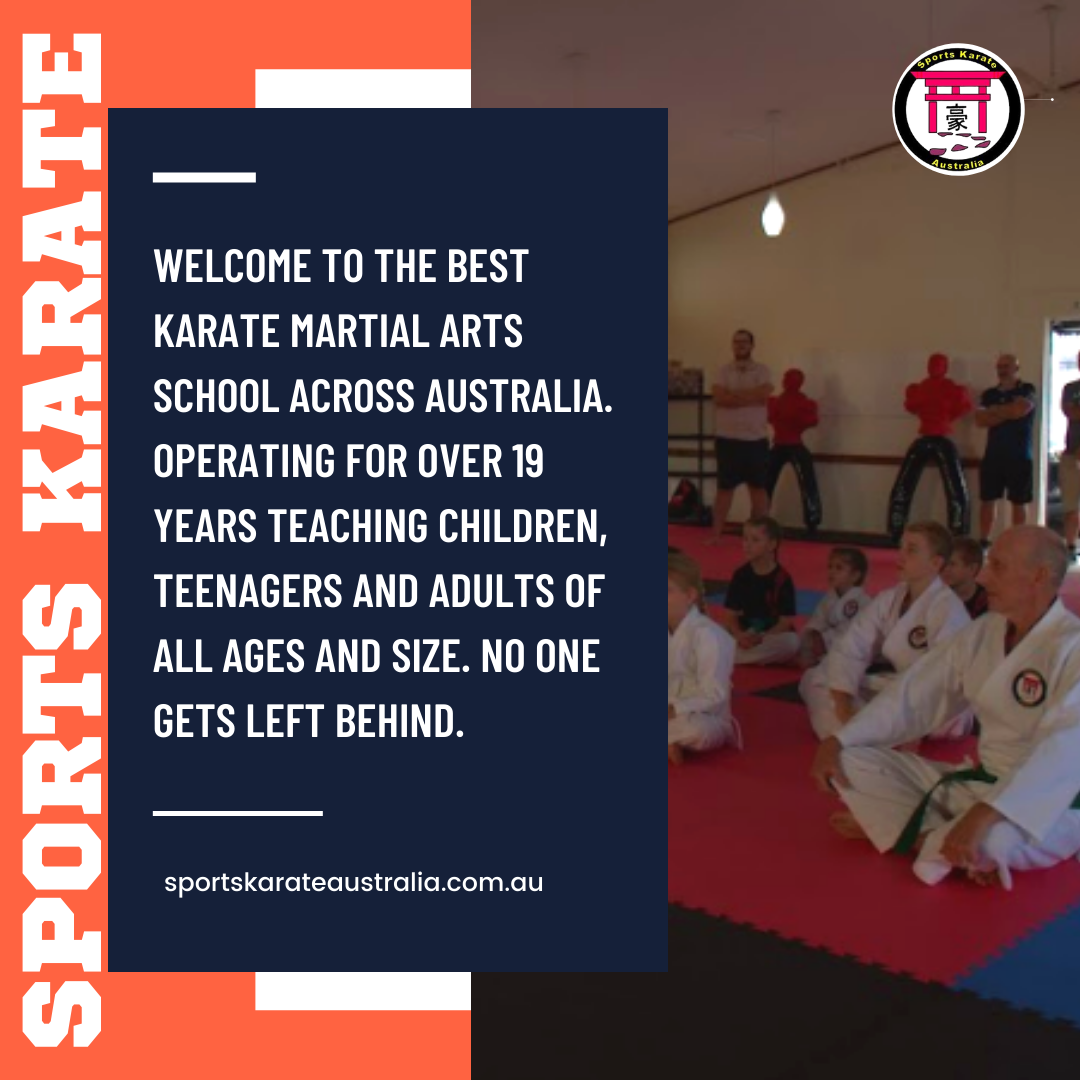 SPORTS KARATE
WELCOME TO THE BEST
KARATE MARTIAL ARTS
SCHOOL ACROSS AUSTRALIA.
OPERATING FOR OVER 19
YEARS TEACHING CHILDREN,
TEENAGERS AND ADULTS OF
ALL AGES AND SIZE. NO ONE
GETS LEFT BEHIND.
sportskarateaustralia.com.au
Sports Karate
豪
Australia